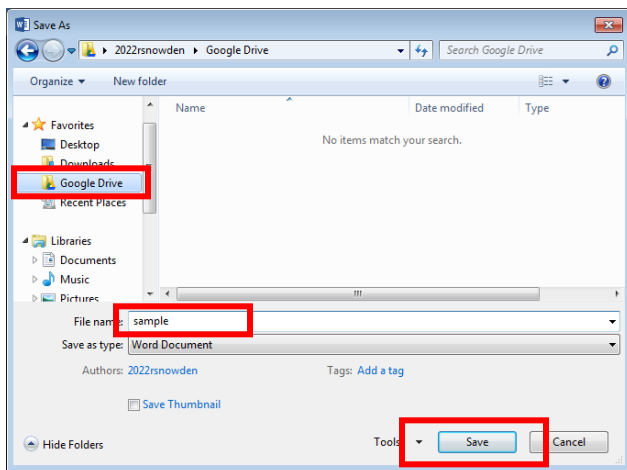 Save As
2022rsnowden Google Drive
Search Google Drive
Organize New folder
Name Date modified Type
Favorites
Desktop
Downloads
Google Drive
Recent Places
No items match your search.
Libraries
Documents
Music
Pictures
File name: sample
Save as type: Word Document
Authors: 2022rsnowden Tags: Add a tag
Save Thumbnail
Hide Folders Tools Save Cancel